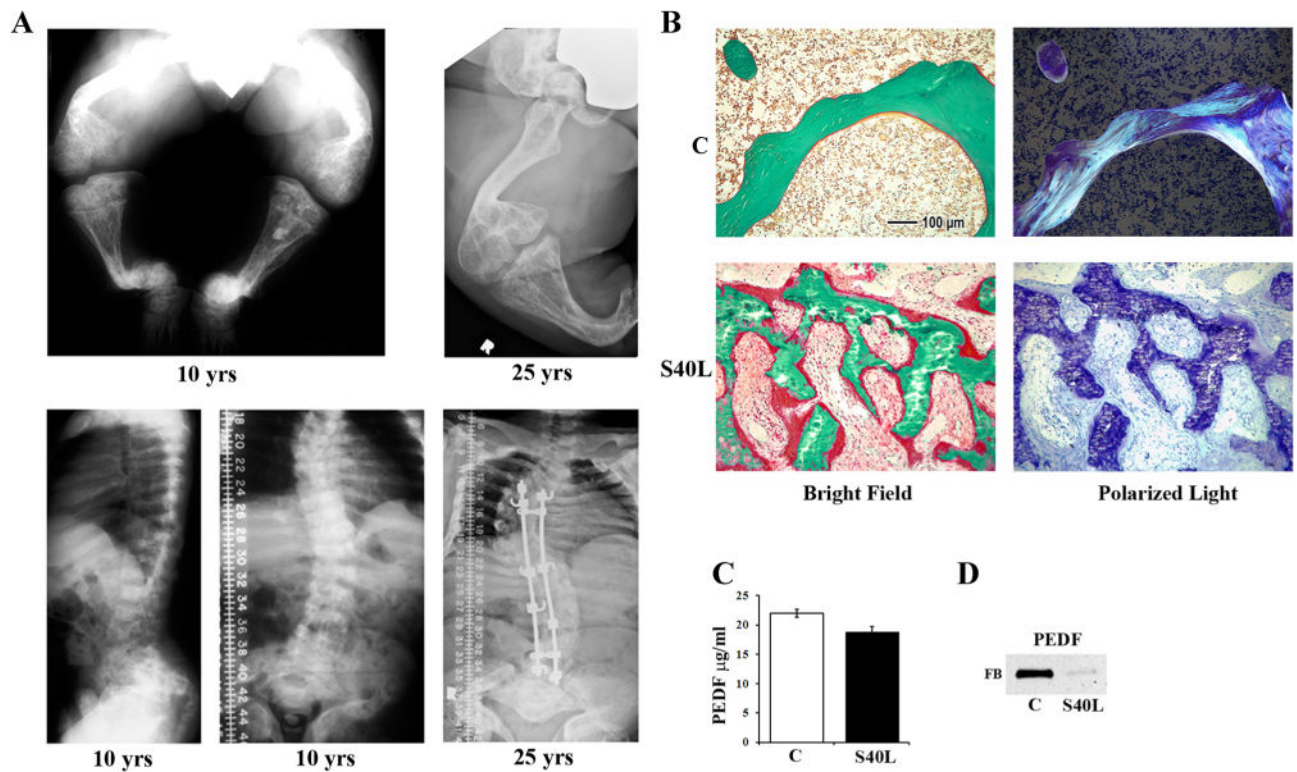 A
B
C
100 µm
10 yrs
25 yrs
S40L
Bright Field
Polarized Light
18
20
22
24
26
28
30
32
34
36
38
40
42
44
10 yrs
10 yrs
25 yrs
C
PEDF µg/ml
25
20
15
10
5
0
C
S40L
D
PEDF
FB
C
S40L